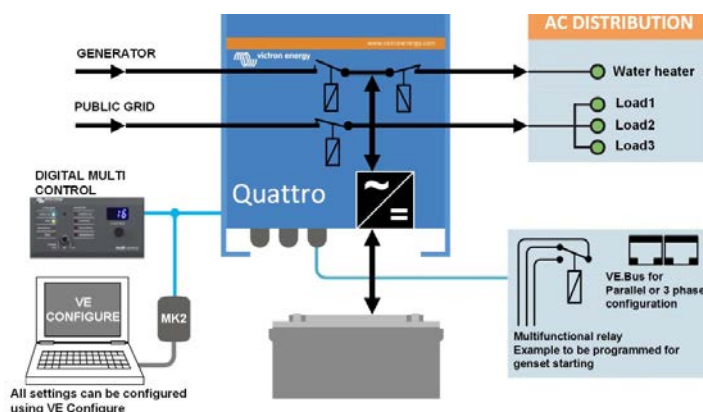 AC DISTRIBUTION
www.victronenergy.com
victron energy
GENERATOR
Water heater
PUBLIC GRID
Load1
Load2
Load3
DIGITAL MULTI
CONTROL
16
Quattro
~
=
VE
CONFIGURE
MK2
VE.Bus for
Parallel or 3 phase
configuration
Multifunctional relay
Example to be programmed for
genset starting
All settings can be configured
using VE Configure